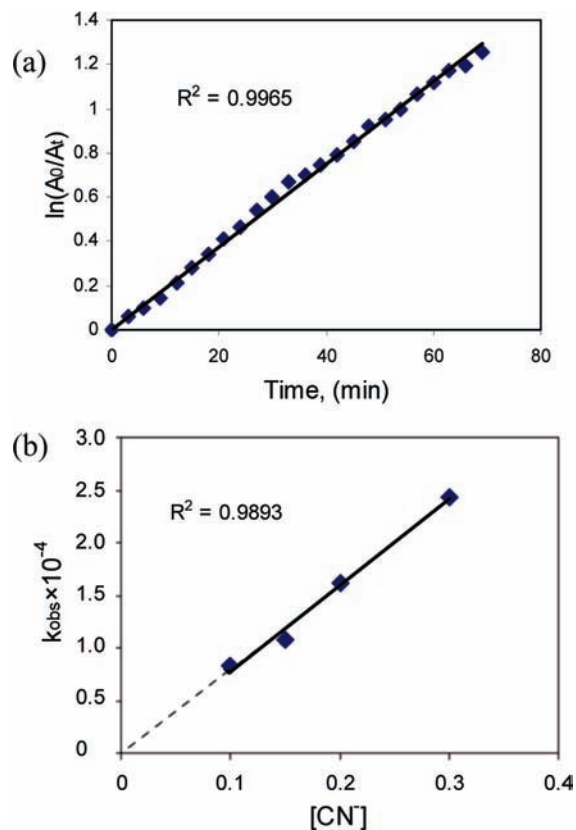 (a)
R² = 0.9965
ln(A₀/Aₜ)
1.4
1.2
1
0.8
0.6
0.4
0.2
0
0 20 40 60 80
Time, (min)
(b)
R² = 0.9893
k_obs×10⁻⁴
3.0
2.5
2.0
1.5
1.0
0.5
0
0 0.1 0.2 0.3 0.4
[CN⁻]